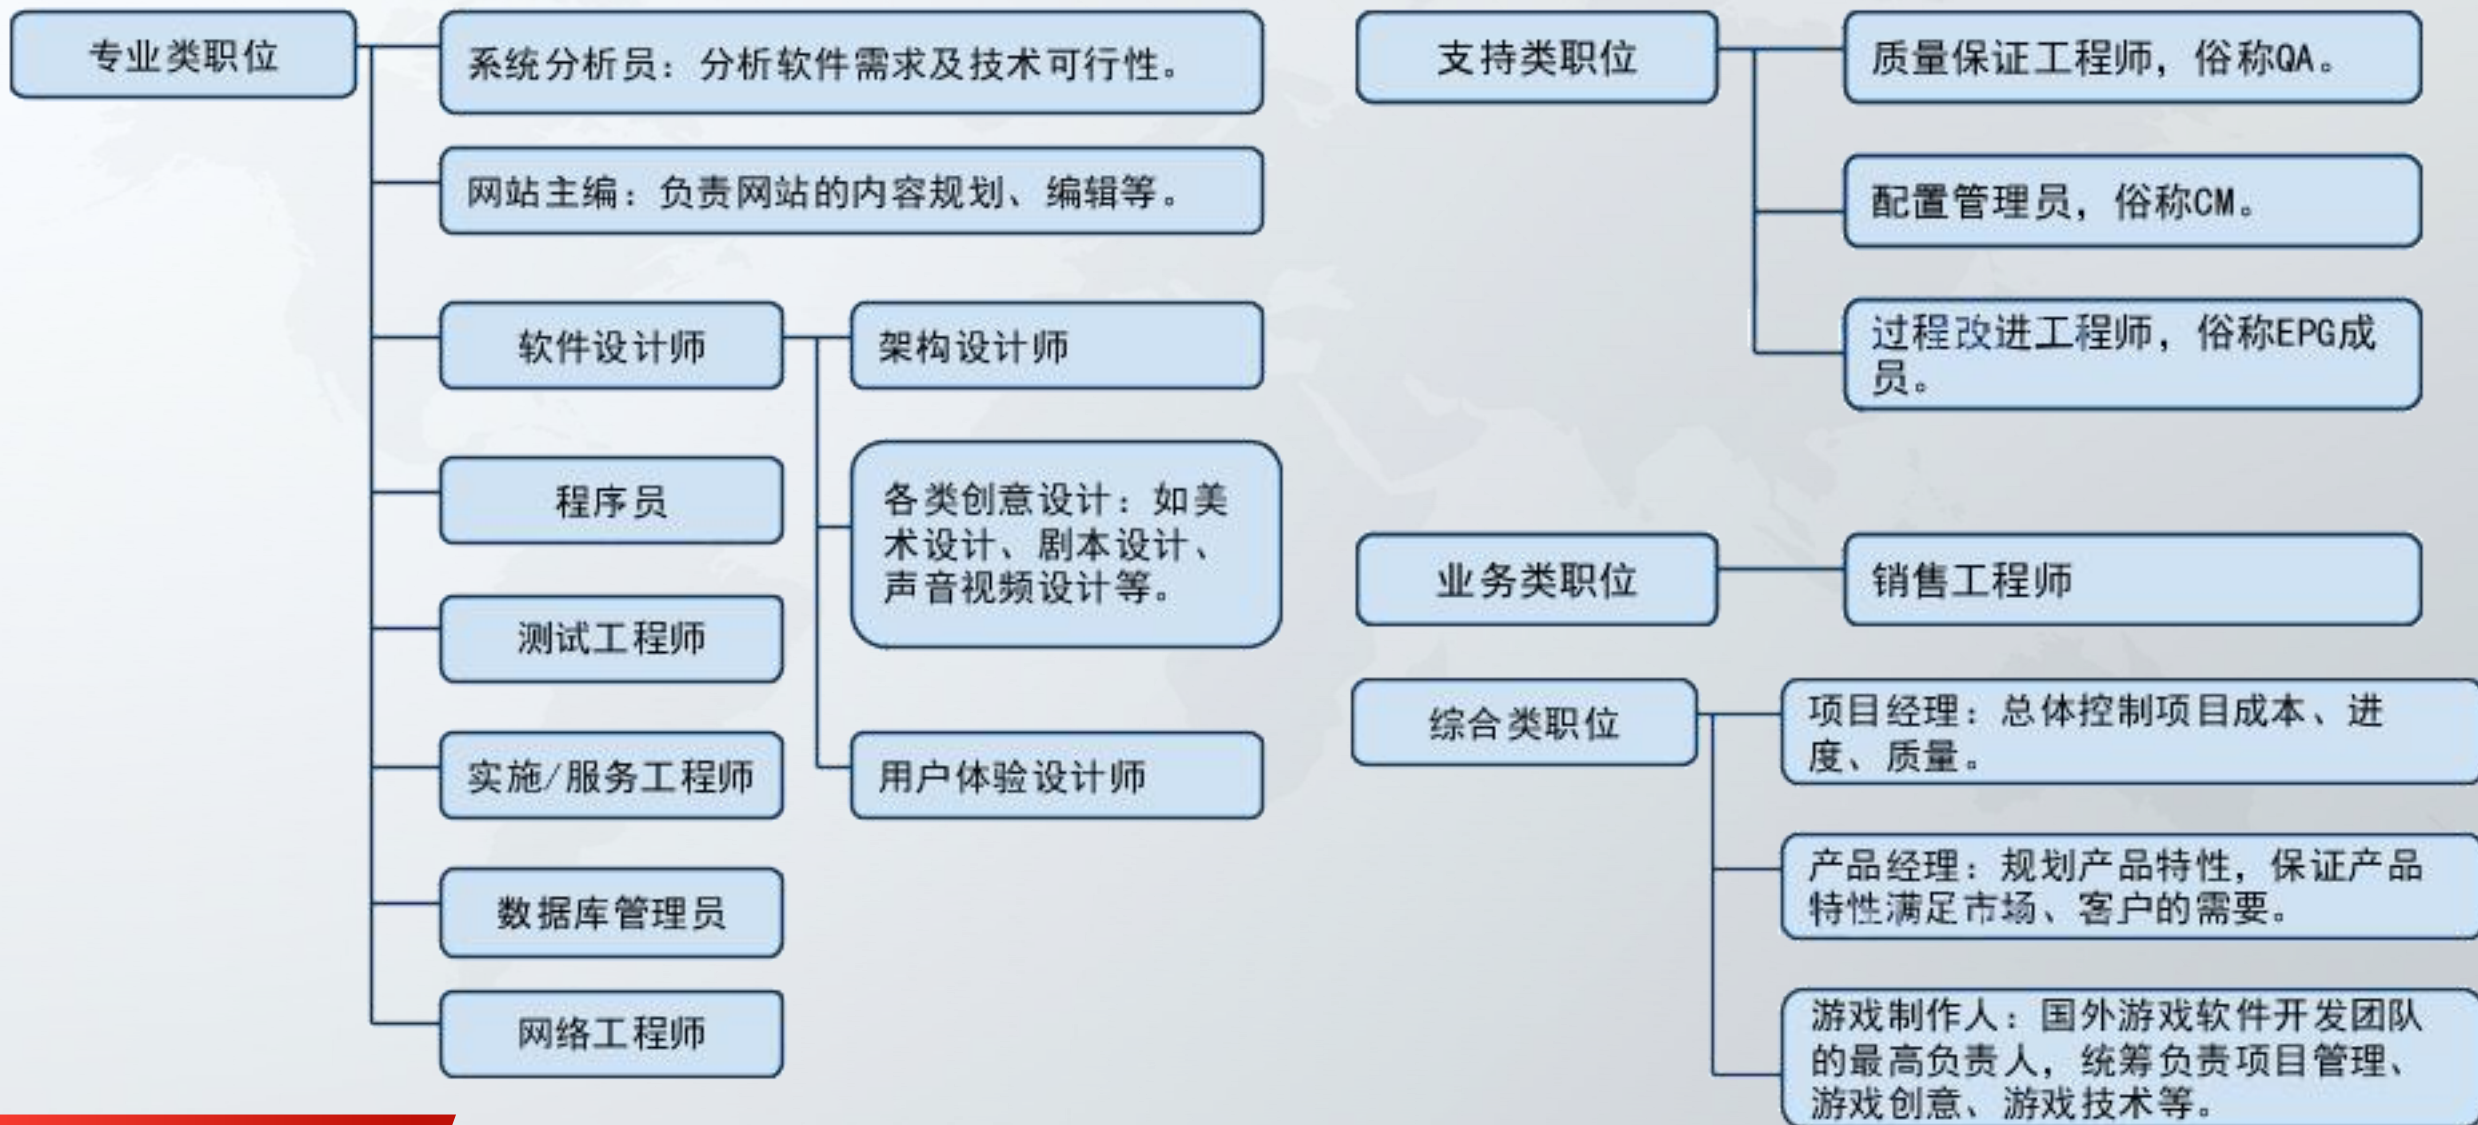 专业类职位
系统分析员：分析软件需求及技术可行性。
网站主编：负责网站的内容规划、编辑等。
软件设计师
架构设计师
各类创意设计：如美
术设计、剧本设计、
声音视频设计等。
用户体验设计师
程序员
测试工程师
实施/服务工程师
数据库管理员
网络工程师
支持类职位
质量保证工程师，俗称QA。
配置管理员，俗称CM。
过程改进工程师，俗称EPG成
员。
业务类职位
销售工程师
综合类职位
项目经理：总体控制项目成本、进
度、质量。
产品经理：规划产品特性，保证产品
特性满足市场、客户的需要。
游戏制作人：国外游戏软件开发团队
的最高负责人，统筹负责项目管理、
游戏创意、游戏技术等。